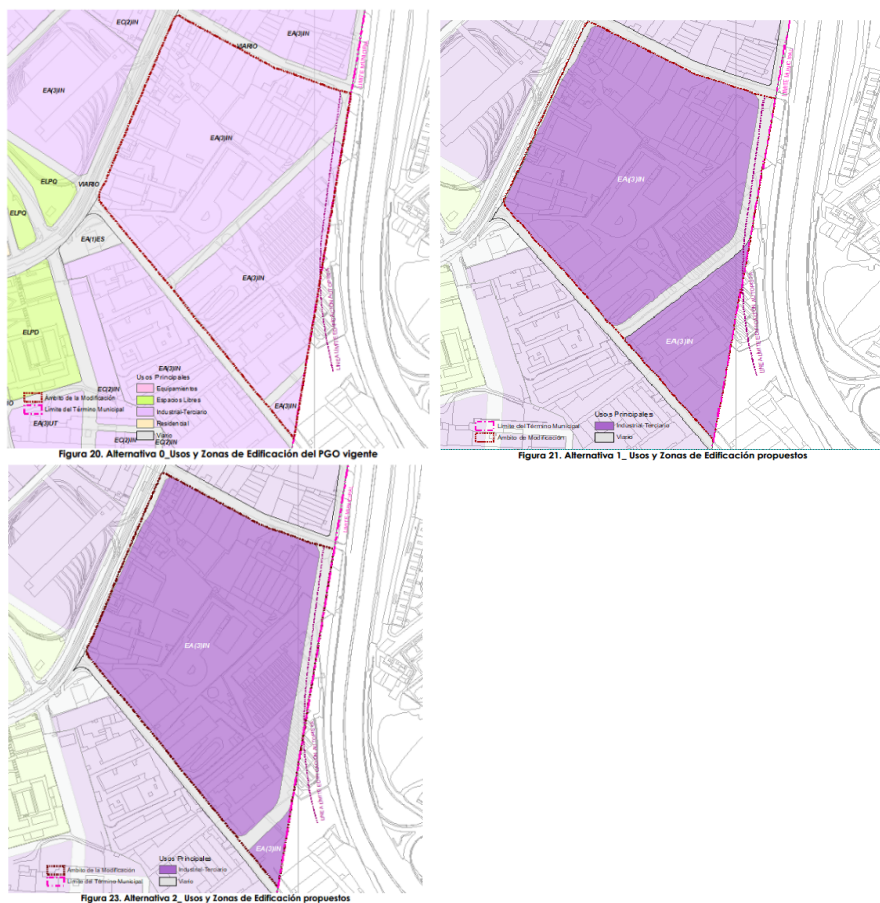 EC(2)IN
EA(3)IN
VIARIO
EA(3)IN
EA(3)IN
ELPQ
VIARIO
ELPQ
EA(1)ES
EA(3)IN
ELPD
EA(3)IN
EC(2)IN
EA(3)IN
EA(3)UT
EC(2)IN
EC(2)IN
Usos Principales
Equipamientos
Espacios Libres
Industrial-Terciario
Residencial
Viario
Ámbito de la Modificación
Límite del Término Municipal
Figura 20. Alternativa 0_Usos y Zonas de Edificación del PGO vigente
EA(3)IN
EA(3)IN
Límite del Término Municipal
Ámbito de Modificación
Usos Principales
Industrial-Terciario
Viario
Figura 21. Alternativa 1_ Usos y Zonas de Edificación propuestos
EA(3)IN
EA(3)IN
Ámbito de la Modificación
Límite del Término Municipal
Usos Principales
Industrial-Terciario
Viario
Figura 23. Alternativa 2_ Usos y Zonas de Edificación propuestos